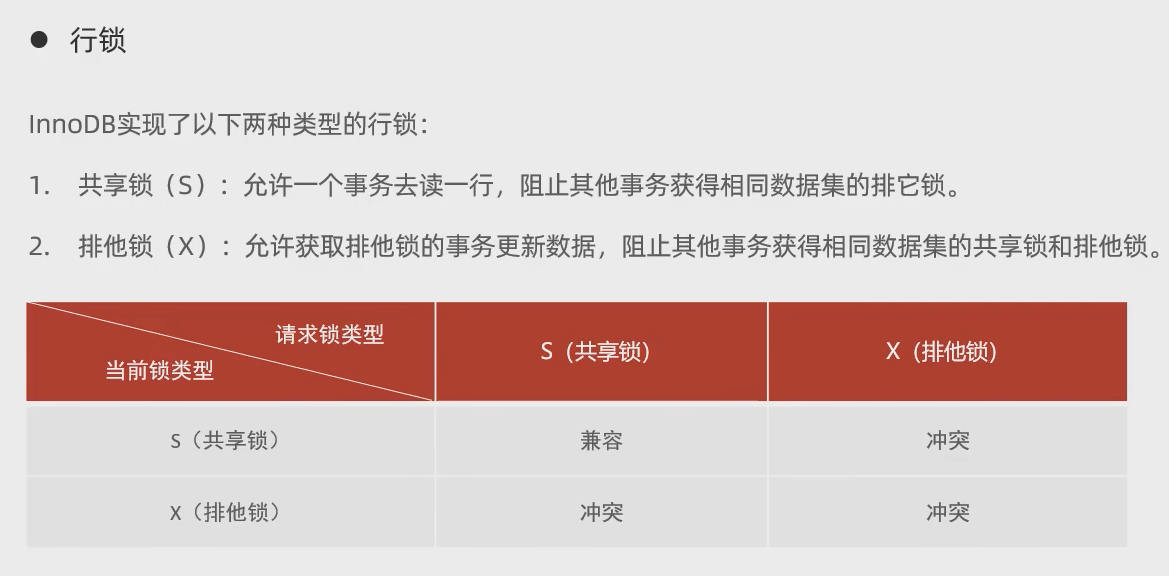 ● 行锁
InnoDB实现了以下两种类型的行锁：
1. 共享锁（S）：允许一个事务去读一行，阻止其他事务获得相同数据集的排它锁。
2. 排他锁（X）：允许获取排他锁的事务更新数据，阻止其他事务获得相同数据集的共享锁和排他锁。
请求锁类型
当前锁类型
S（共享锁） X（排他锁）
S（共享锁） 兼容 冲突
X（排他锁） 冲突 冲突